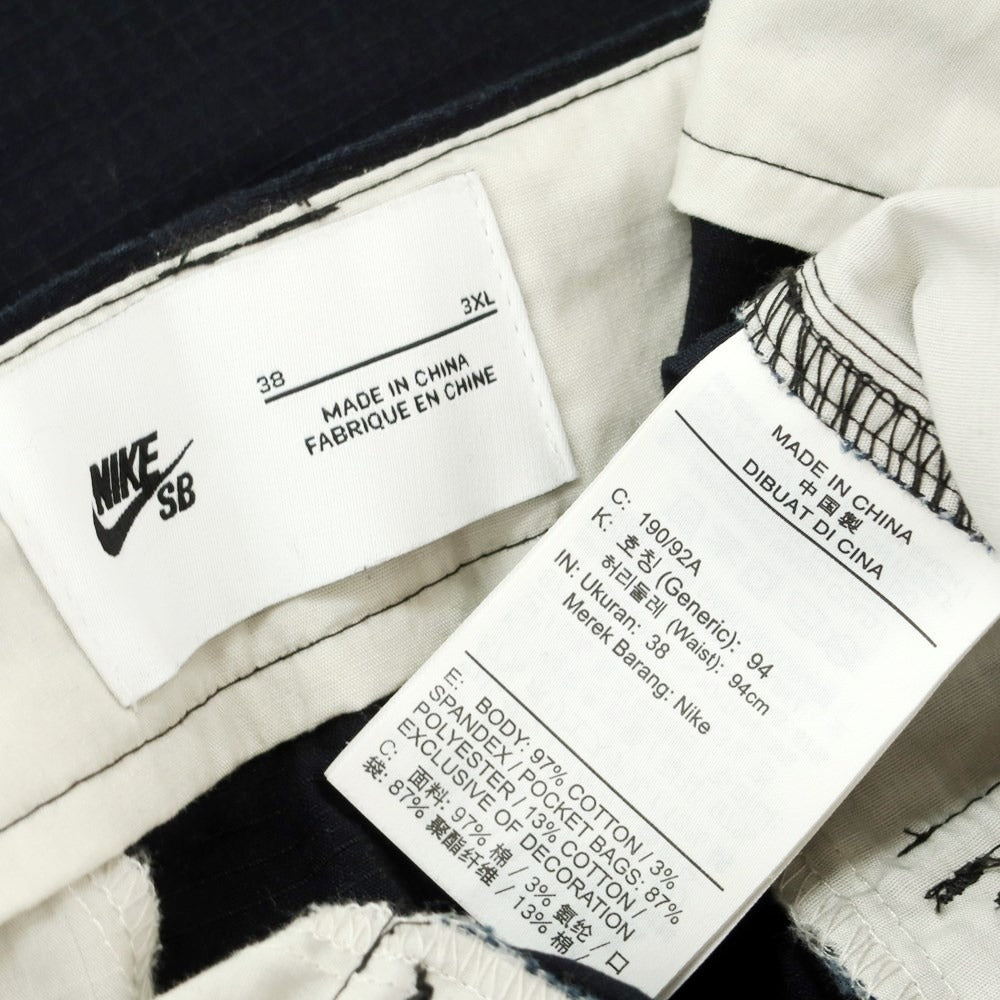 3XL
38
MADE IN CHINA
FABRIQUE EN CHINE
NIKE
SB
MADE IN CHINA
中国製
DIBUAT DI CINA
C: 190/92A
K: 호칭 (Generic): 94
허리둘레 (Waist): 94cm
IN: Ukuran: 38
Merek Barang: Nike
E: BODY: 97% COTTON / 3%
SPANDEX / POCKET BAGS: 87%
POLYESTER / 13% COTTON /
EXCLUSIVE OF DECORATION
C: 面料: 97% 棉 / 3% 氨纶 / 口
袋: 87% 聚酯纤维 / 13% 棉 /